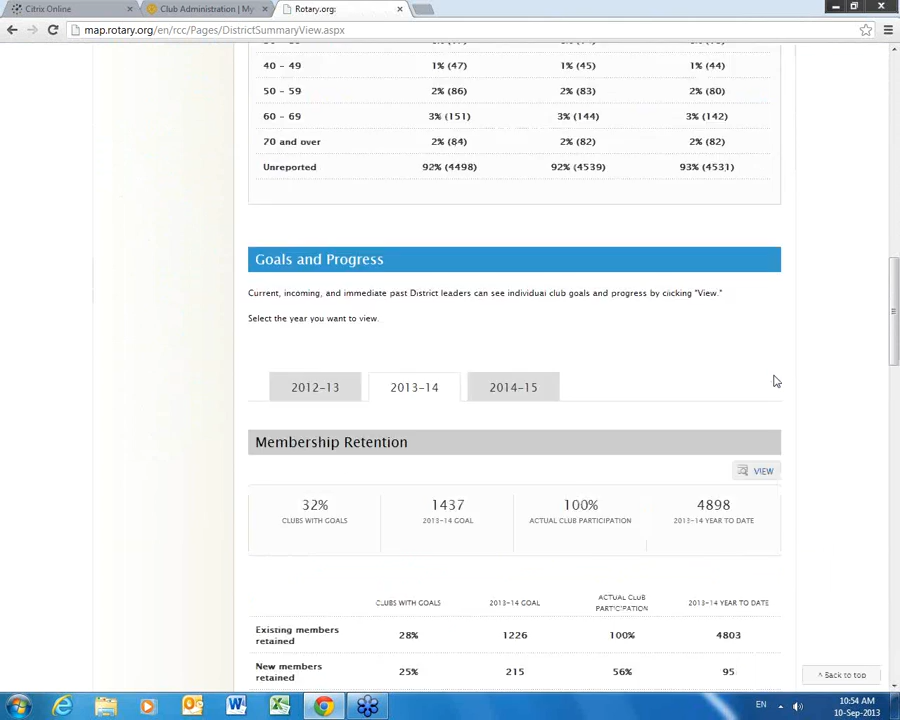 Citrix Online
Club Administration | My
Rotary.org:
map.rotary.org/en/rcc/Pages/DistrictSummaryView.aspx
40 - 49 1% (47) 1% (45) 1% (44)
50 - 59 2% (86) 2% (83) 2% (80)
60 - 69 3% (151) 3% (144) 3% (142)
70 and over 2% (84) 2% (82) 2% (82)
Unreported 92% (4498) 92% (4539) 93% (4531)
Goals and Progress
Current, incoming, and immediate past District leaders can see individual club goals and progress by clicking "View."
Select the year you want to view.
2012-13 2013-14 2014-15
Membership Retention
VIEW
32% 1437 100% 4898
CLUBS WITH GOALS 2013-14 GOAL ACTUAL CLUB PARTICIPATION 2013-14 YEAR TO DATE
CLUBS WITH GOALS 2013-14 GOAL ACTUAL CLUB PARTICIPATION 2013-14 YEAR TO DATE
Existing members retained 28% 1226 100% 4803
New members retained 25% 215 56% 95
^ Back to top
EN
10:54 AM
10-Sep-2013